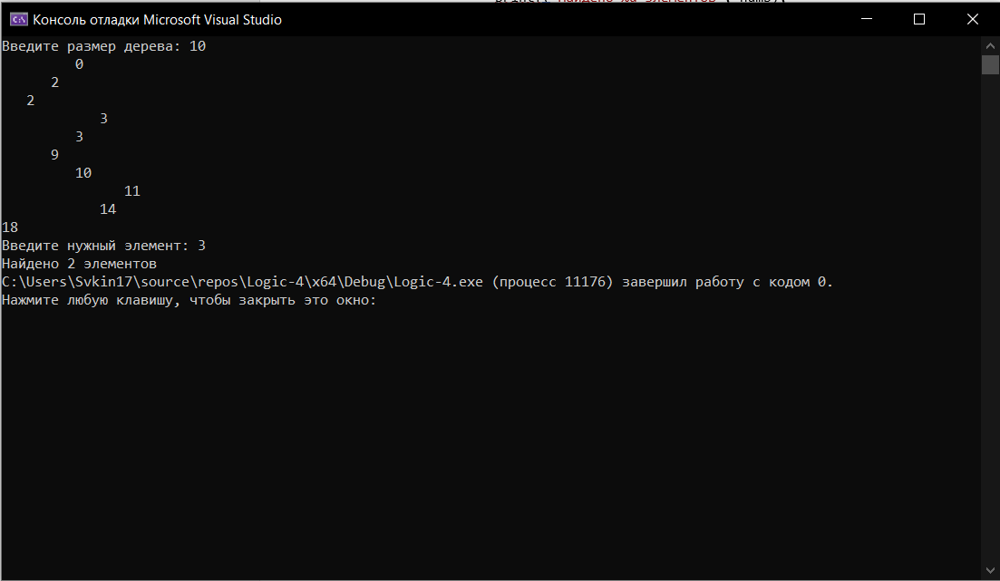 Консоль отладки Microsoft Visual Studio
Введите размер дерева: 10
0
2
2
3
3
9
10
11
14
18
Введите нужный элемент: 3
Найдено 2 элементов
C:\Users\Svkin17\source\repos\Logic-4\x64\Debug\Logic-4.exe (процесс 11176) завершил работу с кодом 0.
Нажмите любую клавишу, чтобы закрыть это окно: